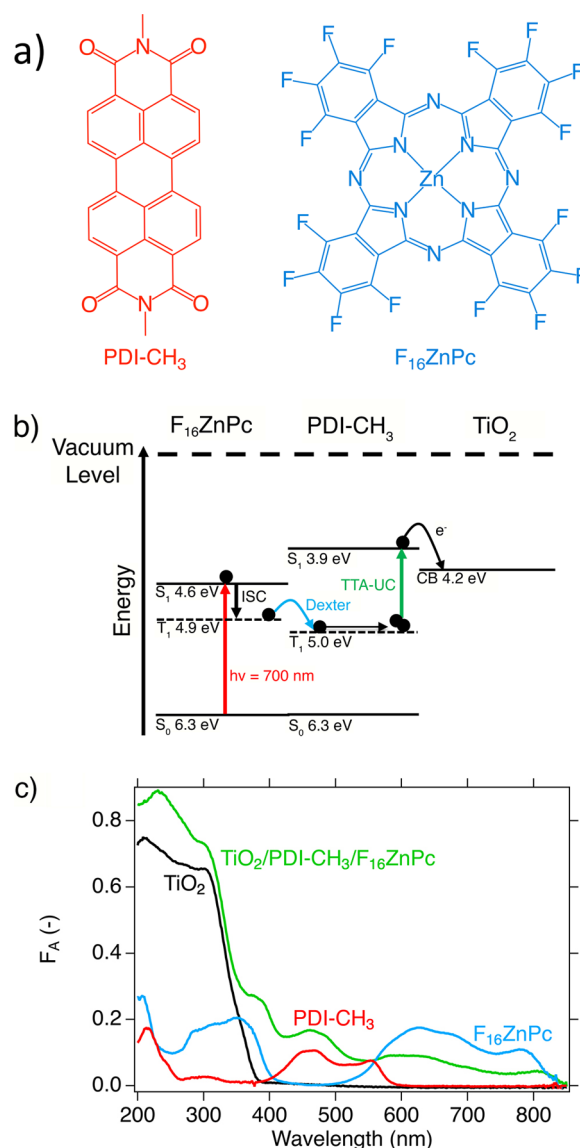 a)
O N O
O N O
PDI-CH₃
F F F F
F F F F
N
N N
N Zn N
N N
N
F F F F
F F F F
F₁₆ZnPc
b)
F₁₆ZnPc PDI-CH₃ TiO₂
Vacuum
Level
Energy
S₁ 4.6 eV
ISC
T₁ 4.9 eV
hν = 700 nm
S₀ 6.3 eV
Dexter
S₁ 3.9 eV
TTA-UC
T₁ 5.0 eV
S₀ 6.3 eV
e⁻
CB 4.2 eV
c)
F_A (-)
0.8
0.6
0.4
0.2
0.0
TiO₂/PDI-CH₃/F₁₆ZnPc
TiO₂
PDI-CH₃
F₁₆ZnPc
200 300 400 500 600 700 800
Wavelength (nm)